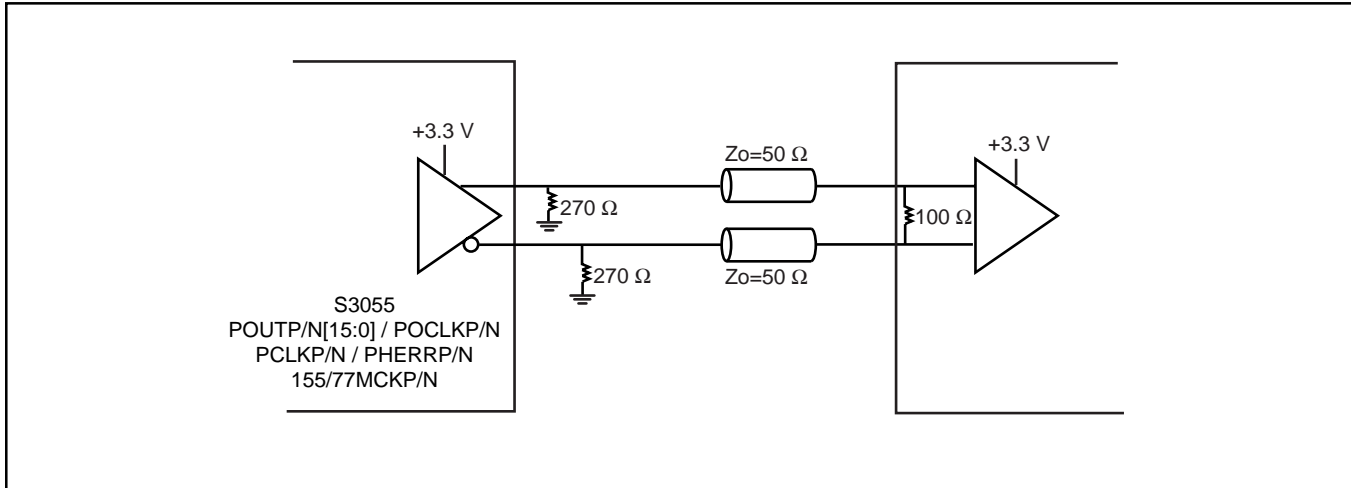 +3.3 V
Zo=50 Ω
+3.3 V
270 Ω
100 Ω
270 Ω
Zo=50 Ω
S3055
POUTP/N[15:0] / POCLKP/N
PCLKP/N / PHERRP/N
155/77MCKP/N